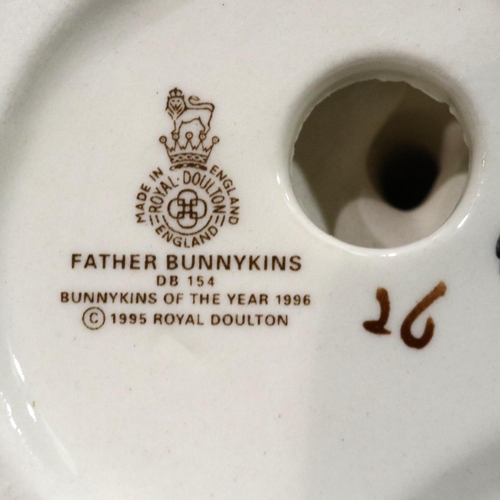 MADE IN ENGLAND
ROYAL-DOULTON
ENGLAND
FATHER BUNNYKINS
DB 154
BUNNYKINS OF THE YEAR 1996
© 1995 ROYAL DOULTON
26